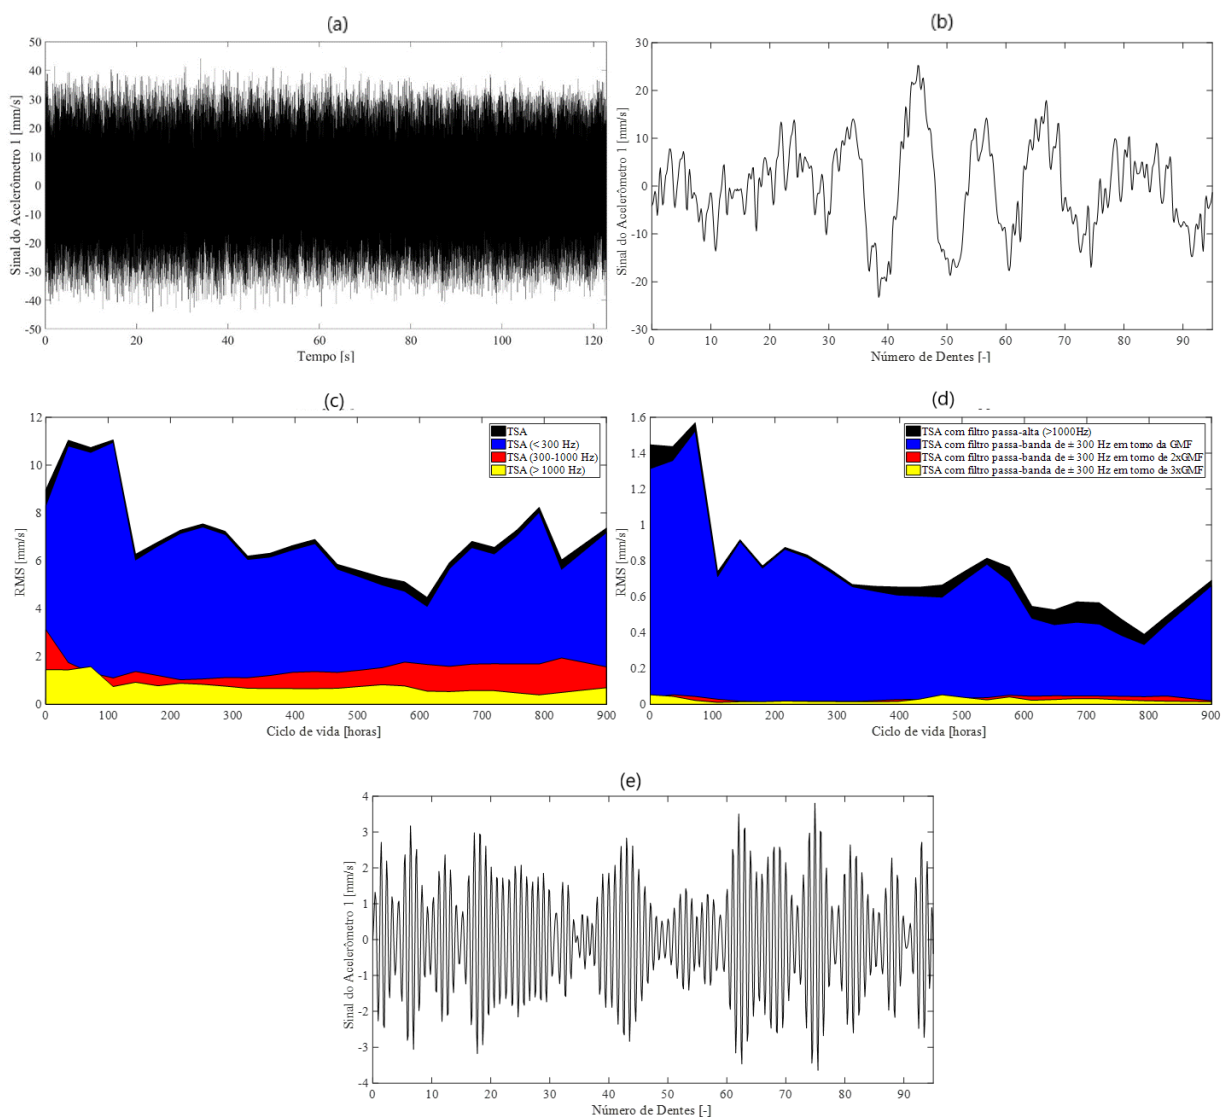 (a)
50
40
30
20
10
0
-10
-20
-30
-40
-50
Sinal do Acelerômetro 1 [mm/s]
0 20 40 60 80 100 120
Tempo [s]
(b)
30
20
10
0
-10
-20
-30
Sinal do Acelerômetro 1 [mm/s]
0 10 20 30 40 50 60 70 80 90
Número de Dentes [-]
(c)
12
10
8
6
4
2
0
RMS [mm/s]
TSA
TSA (< 300 Hz)
TSA (300-1000 Hz)
TSA (> 1000 Hz)
0 100 200 300 400 500 600 700 800 900
Ciclo de vida [horas]
(d)
1.6
1.4
1.2
1
0.8
0.6
0.4
0.2
0
RMS [mm/s]
TSA com filtro passa-alta (>1000Hz)
TSA com filtro passa-banda de ± 300 Hz em torno da GMF
TSA com filtro passa-banda de ± 300 Hz em torno de 2xGMF
TSA com filtro passa-banda de ± 300 Hz em torno de 3xGMF
0 100 200 300 400 500 600 700 800 900
Ciclo de vida [horas]
(e)
4
3
2
1
0
-1
-2
-3
-4
Sinal do Acelerômetro 1 [mm/s]
0 10 20 30 40 50 60 70 80 90
Número de Dentes [-]